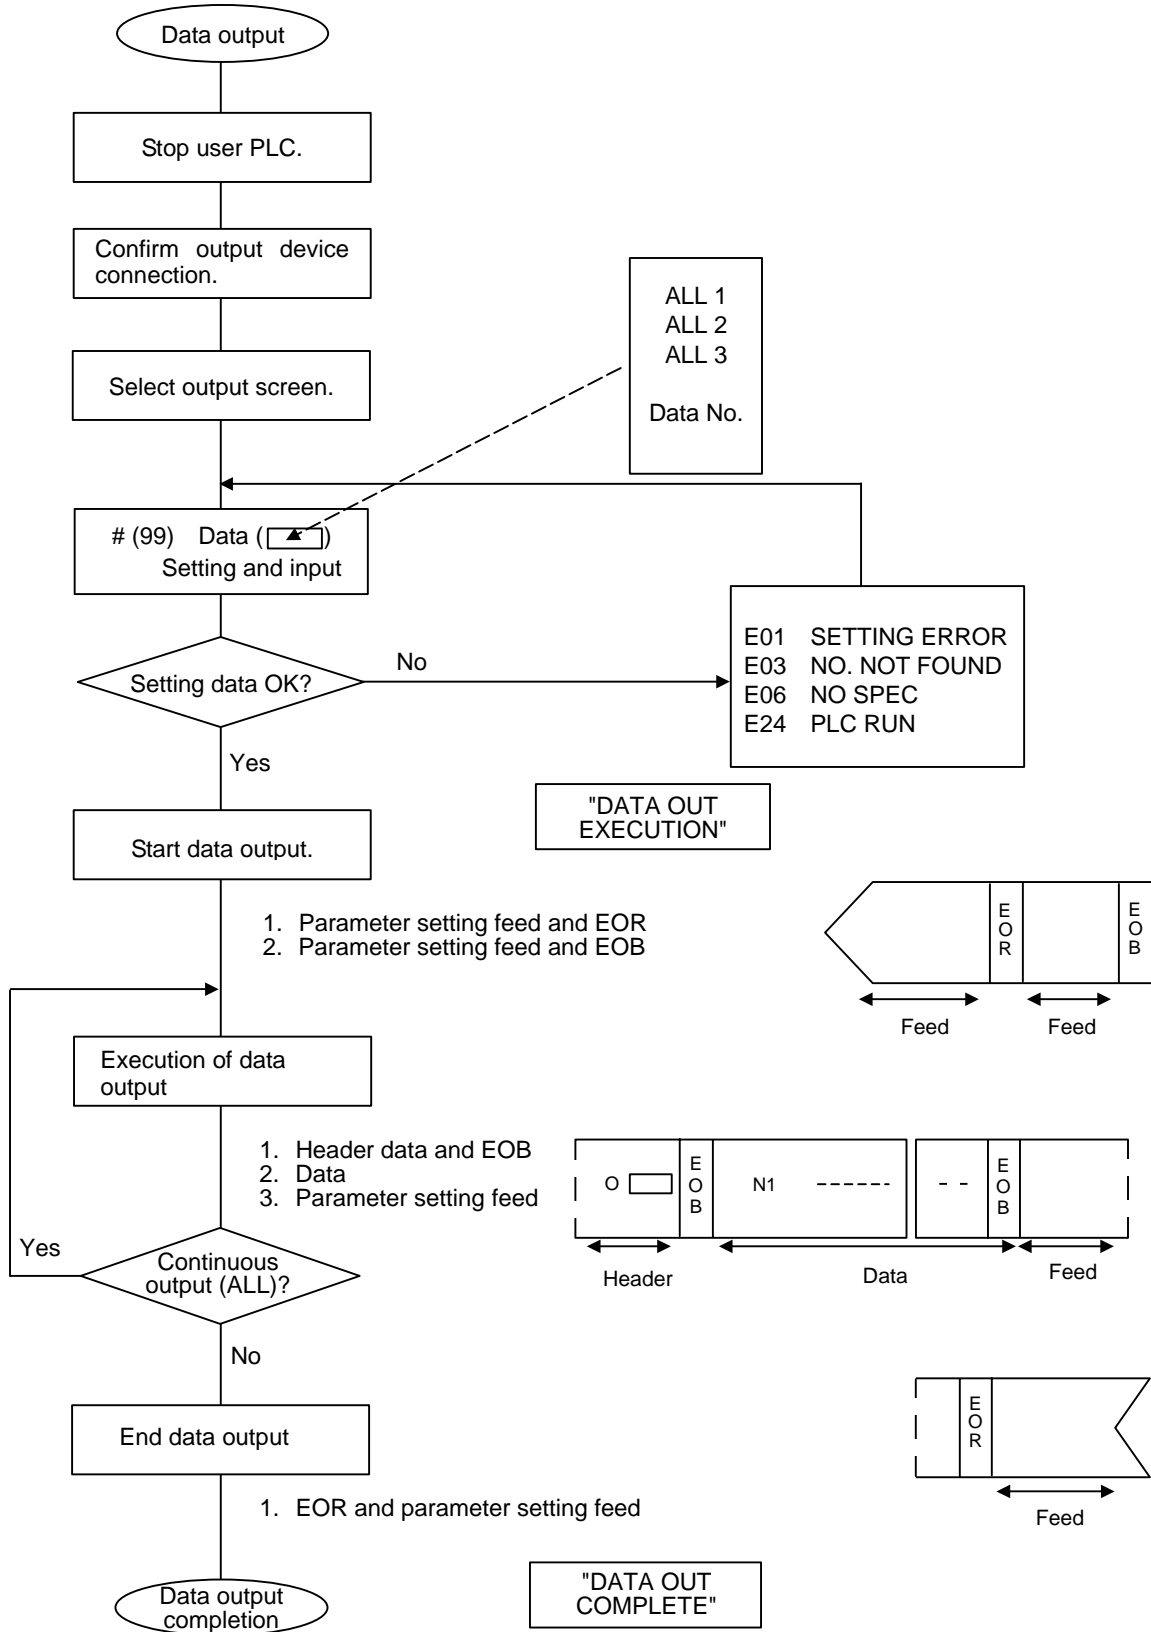 Data output
Stop user PLC.
Confirm output device
connection.
ALL 1
ALL 2
ALL 3
Data No.
Select output screen.
# (99) Data ( )
Setting and input
E01 SETTING ERROR
E03 NO. NOT FOUND
E06 NO SPEC
E24 PLC RUN
No
Setting data OK?
Yes
"DATA OUT
EXECUTION"
Start data output.
1. Parameter setting feed and EOR
2. Parameter setting feed and EOB
EOR
EOB
Feed
Feed
Execution of data
output
1. Header data and EOB
2. Data
3. Parameter setting feed
O
EOB
N1
EOB
Header
Data
Feed
Yes
Continuous
output (ALL)?
No
End data output
EOR
Feed
1. EOR and parameter setting feed
Data output
completion
"DATA OUT
COMPLETE"